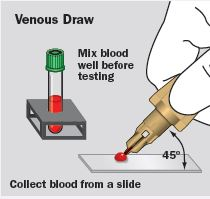 Venous Draw
Mix blood
well before
testing
45°
Collect blood from a slide